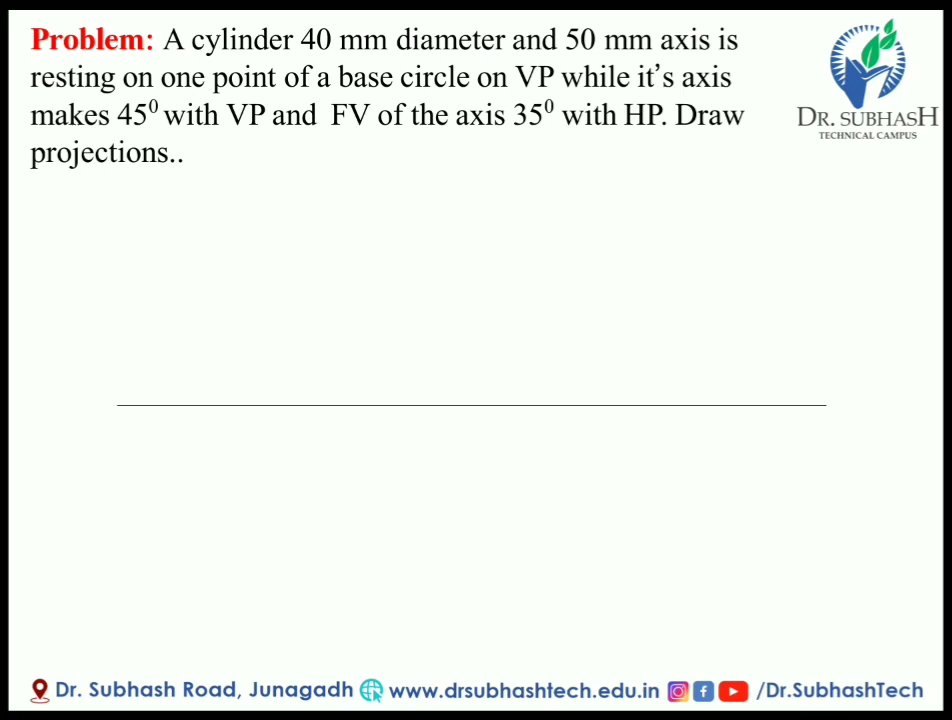 Problem: A cylinder 40 mm diameter and 50 mm axis is
resting on one point of a base circle on VP while it’s axis
makes 45⁰ with VP and FV of the axis 35⁰ with HP. Draw
projections..
DR. SUBHASH
TECHNICAL CAMPUS
Dr. Subhash Road, Junagadh www.drsubhashtech.edu.in /Dr.SubhashTech